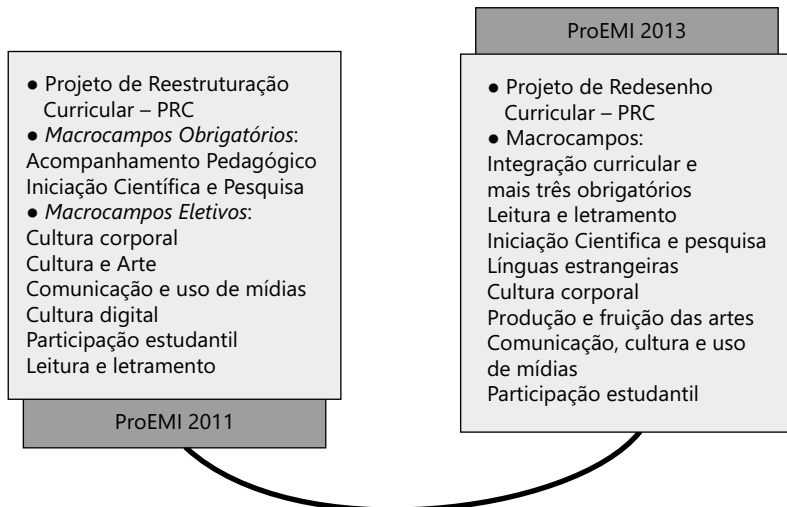 ● Projeto de Reestruturação
Curricular – PRC
● Macrocampos Obrigatórios:
Acompanhamento Pedagógico
Iniciação Científica e Pesquisa
● Macrocampos Eletivos:
Cultura corporal
Cultura e Arte
Comunicação e uso de mídias
Cultura digital
Participação estudantil
Leitura e letramento
ProEMI 2011
ProEMI 2013
● Projeto de Redesenho
Curricular – PRC
● Macrocampos:
Integração curricular e
mais três obrigatórios
Leitura e letramento
Iniciação Cientifica e pesquisa
Línguas estrangeiras
Cultura corporal
Produção e fruição das artes
Comunicação, cultura e uso
de mídias
Participação estudantil